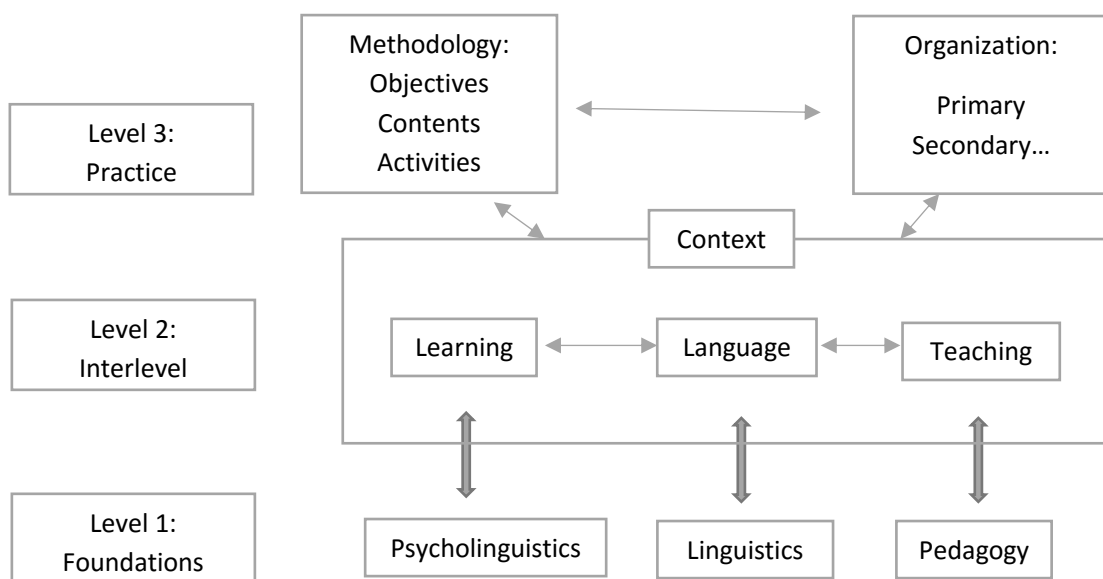 Methodology:
Objectives
Contents
Activities
Organization:
Primary
Secondary…
Level 3:
Practice
Context
Level 2:
Interlevel
Learning
Language
Teaching
Level 1:
Foundations
Psycholinguistics
Linguistics
Pedagogy